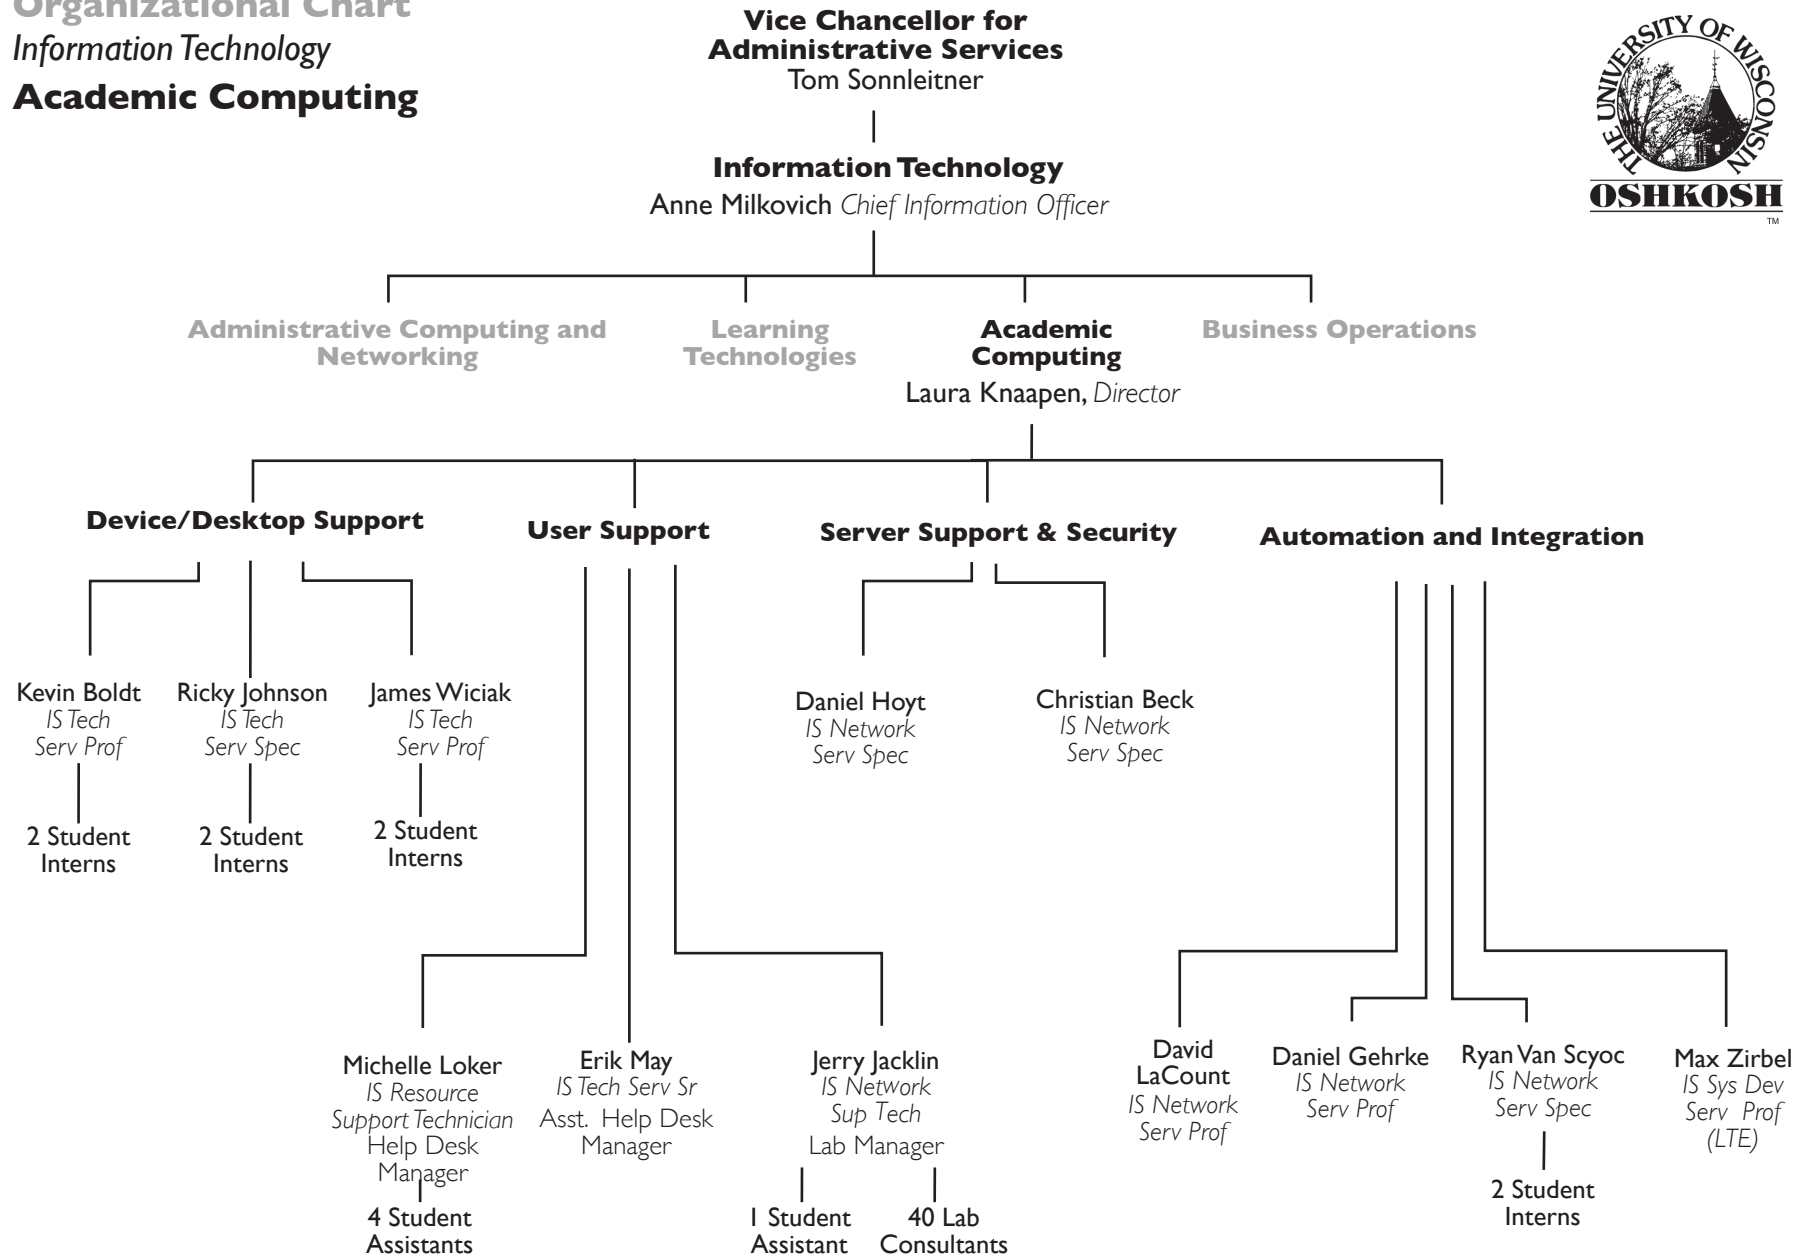 Organizational Chart
Information Technology
Academic Computing
Vice Chancellor for
Administrative Services
Tom Sonnleitner
THE UNIVERSITY OF WISCONSIN
OSHKOSH
TM
Information Technology
Anne Milkovich Chief Information Officer
Administrative Computing and
Networking
Learning
Technologies
Academic
Computing
Laura Knaapen, Director
Business Operations
Device/Desktop Support
User Support
Server Support & Security
Automation and Integration
Kevin Boldt
IS Tech
Serv Prof
2 Student
Interns
Ricky Johnson
IS Tech
Serv Spec
2 Student
Interns
James Wiciak
IS Tech
Serv Prof
2 Student
Interns
Daniel Hoyt
IS Network
Serv Spec
Christian Beck
IS Network
Serv Spec
Michelle Loker
IS Resource
Support Technician
Help Desk
Manager
4 Student
Assistants
Erik May
IS Tech Serv Sr
Asst. Help Desk
Manager
Jerry Jacklin
IS Network
Sup Tech
Lab Manager
1 Student
Assistant
40 Lab
Consultants
David
LaCount
IS Network
Serv Prof
Daniel Gehrke
IS Network
Serv Prof
Ryan Van Scyoc
IS Network
Serv Spec
2 Student
Interns
Max Zirbel
IS Sys Dev
Serv Prof
(LTE)